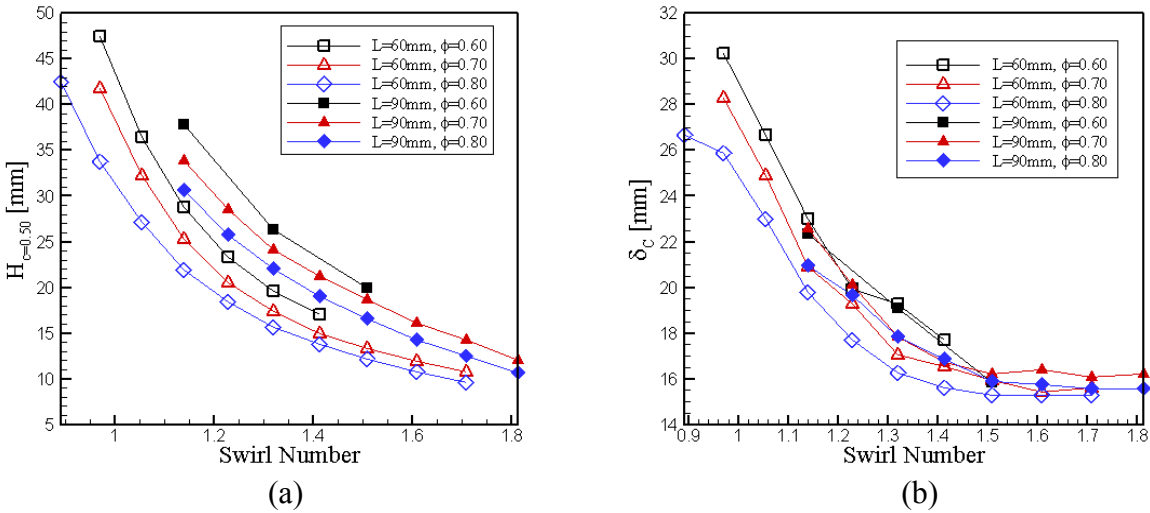 50
45
40
35
30
25
20
15
10
5
H_c=0.50 [mm]
L=60mm, ϕ=0.60
L=60mm, ϕ=0.70
L=60mm, ϕ=0.80
L=90mm, ϕ=0.60
L=90mm, ϕ=0.70
L=90mm, ϕ=0.80
1 1.2 1.4 1.6 1.8
Swirl Number
(a)
32
30
28
26
24
22
20
18
16
14
δ_C [mm]
L=60mm, ϕ=0.60
L=60mm, ϕ=0.70
L=60mm, ϕ=0.80
L=90mm, ϕ=0.60
L=90mm, ϕ=0.70
L=90mm, ϕ=0.80
0.9 1 1.1 1.2 1.3 1.4 1.5 1.6 1.7 1.8
Swirl Number
(b)